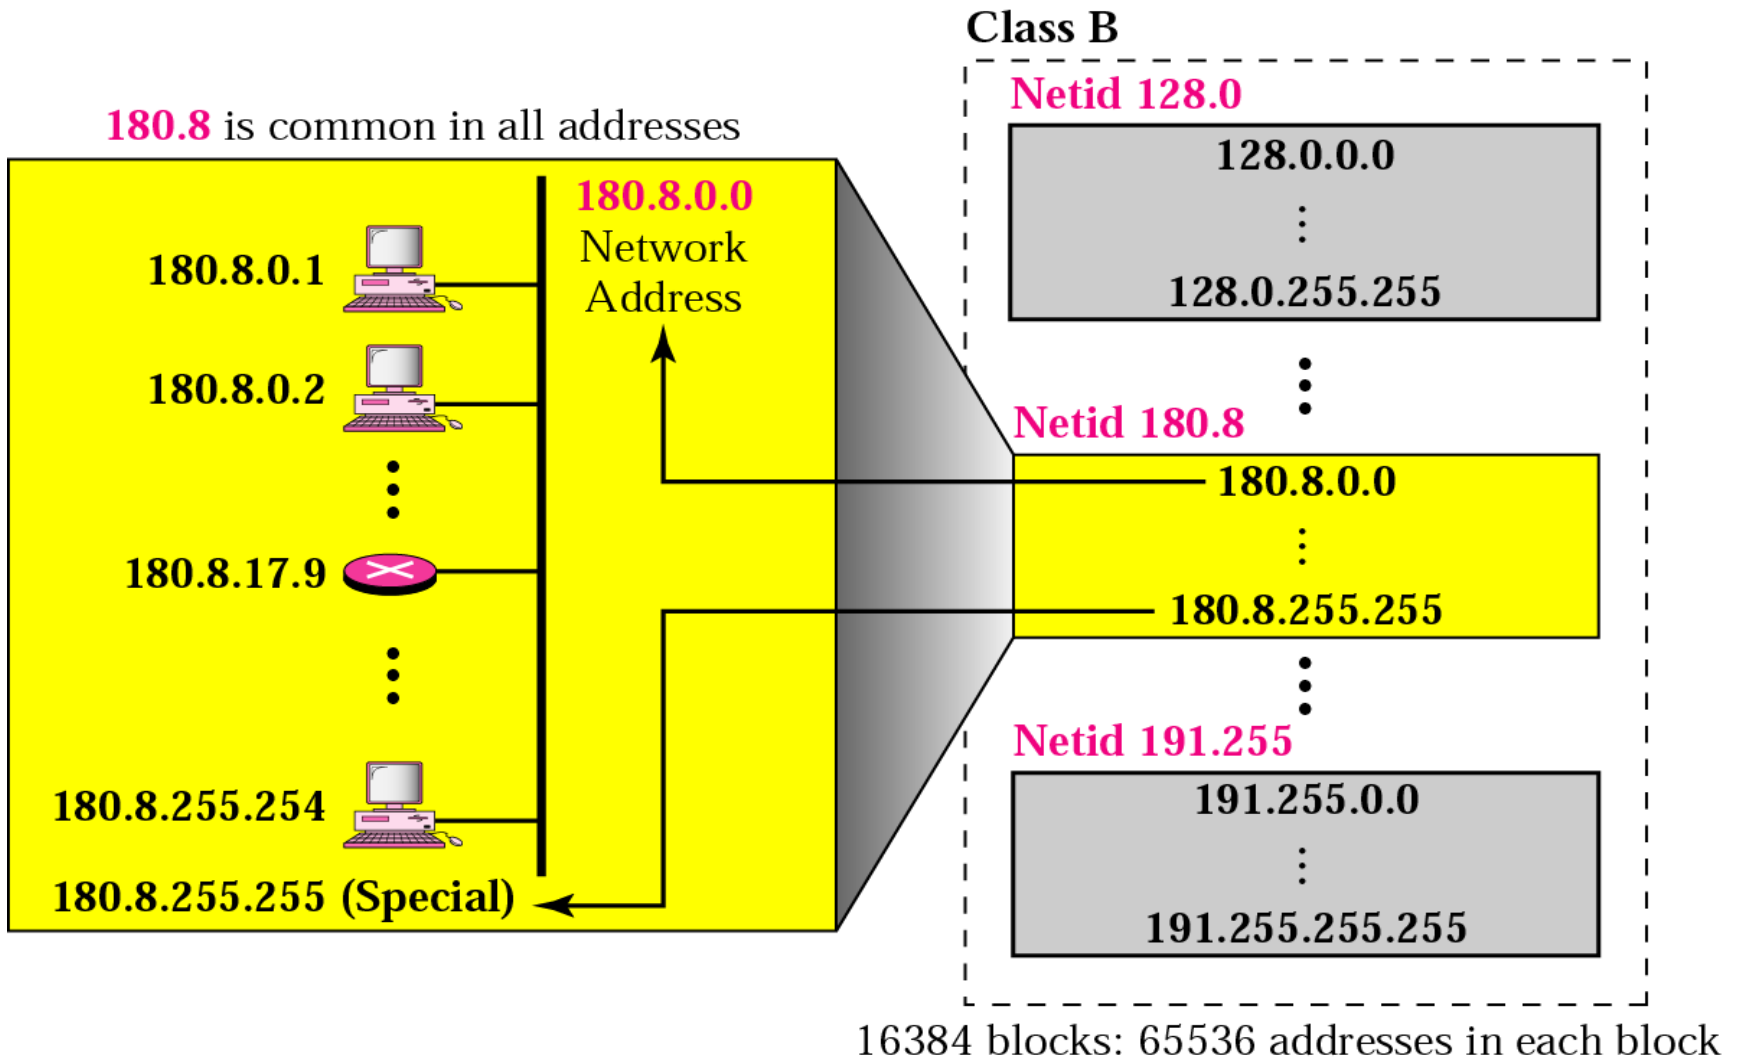 Class B
Netid 128.0
128.0.0.0
128.0.255.255
180.8 is common in all addresses
180.8.0.0
Network
Address
180.8.0.1
180.8.0.2
180.8.17.9
180.8.255.254
180.8.255.255 (Special)
Netid 180.8
180.8.0.0
180.8.255.255
Netid 191.255
191.255.0.0
191.255.255.255
16384 blocks: 65536 addresses in each block